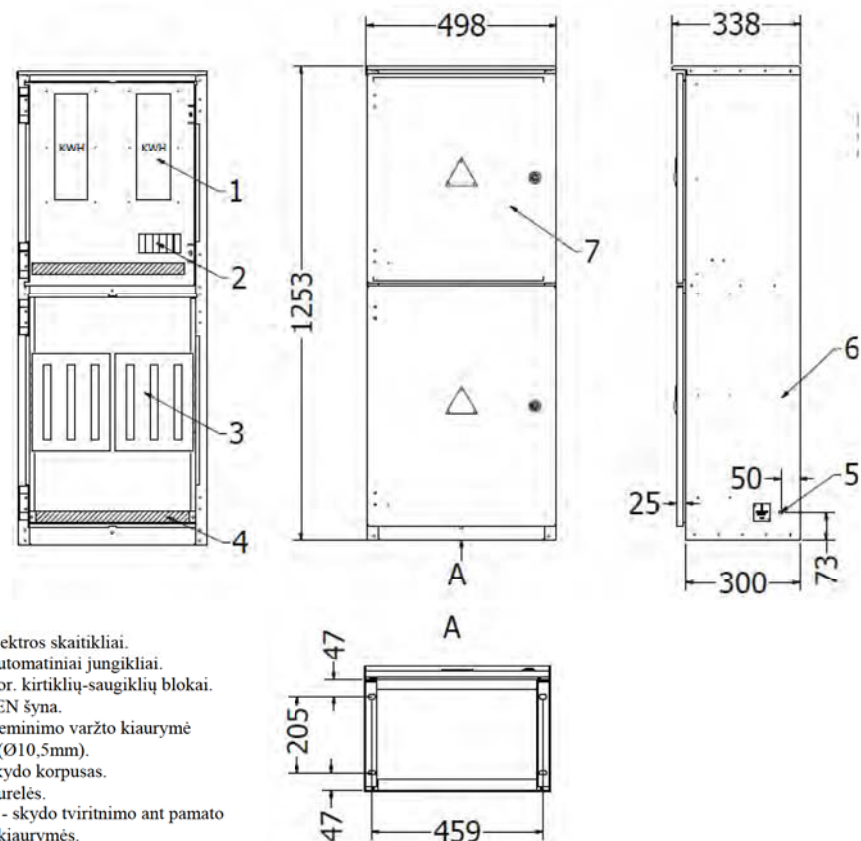 498
338
KWH KWH
1
2
7
1253
3
6
50
5
25
4
A
300
73
A
47
205
47
459
ektros skaitikliai.
utomatiniai jungikliai.
or. kirtiklių-saugiklių blokai.
EN šyna.
eminimo varžto kiaurymė
(Ø10,5mm).
kydo korpusas.
urelės.
- skydo tviritnimo ant pamato
kiaurymės.